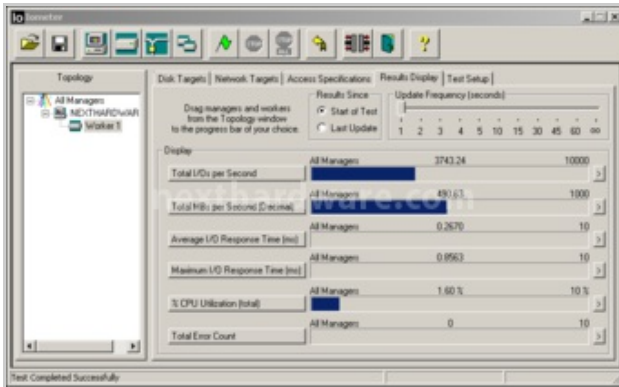 Io Iometer
Topology
All Managers
NEXTHARDWAR
Worker 1
Disk Targets | Network Targets | Access Specifications | Results Display | Test Setup
Drag managers and workers
from the Topology window
to the progress bar of your choice.
Results Since
Start of Test
Last Update
Update Frequency (seconds)
1 2 3 4 5 10 15 30 45 60 ∞
Display
All Managers 3743.24 10000
Total I/Os per Second
All Managers 490.63 1000
Total MBs per Second (Decimal)
nexthardware.com
All Managers 0.2670 10
Average I/O Response Time (ms)
All Managers 0.8563 10
Maximum I/O Response Time (ms)
All Managers 1.60 % 10 %
% CPU Utilization (total)
All Managers 0 10
Total Error Count
Test Completed Successfully